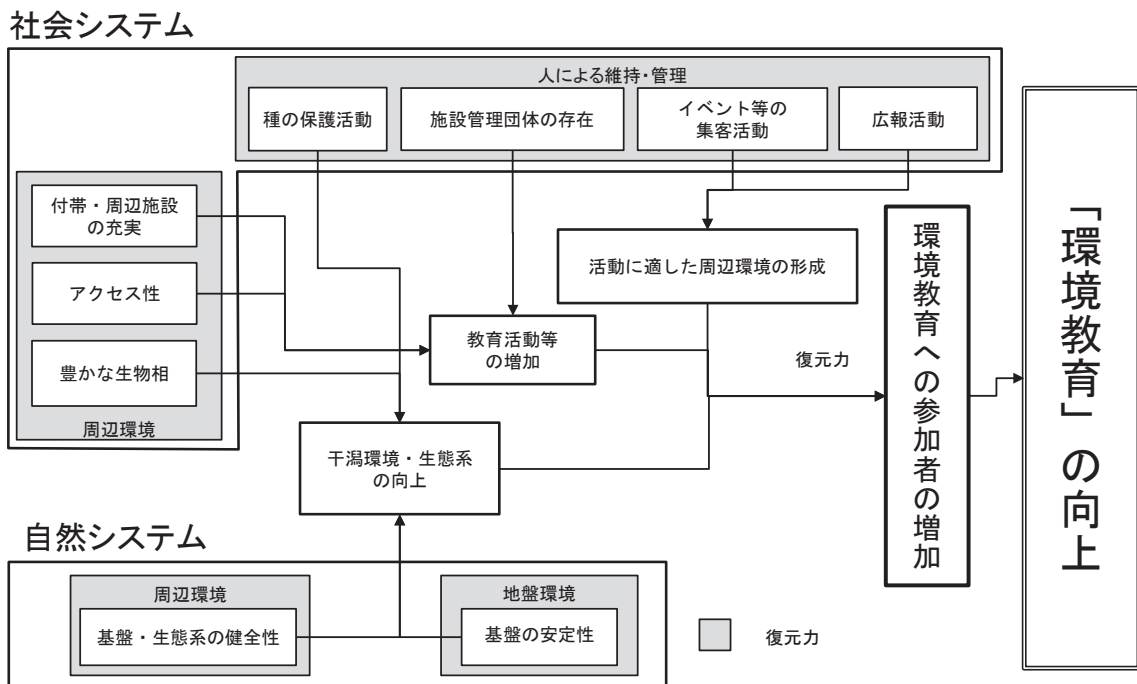 社会システム
人による維持・管理
種の保護活動
施設管理団体の存在
イベント等の
集客活動
広報活動
付帯・周辺施設
の充実
アクセス性
豊かな生物相
周辺環境
活動に適した周辺環境の形成
教育活動等
の増加
復元力
干潟環境・生態系
の向上
環境教育への参加者の増加
「環境教育」の向上
自然システム
周辺環境
基盤・生態系の健全性
地盤環境
基盤の安定性
復元力